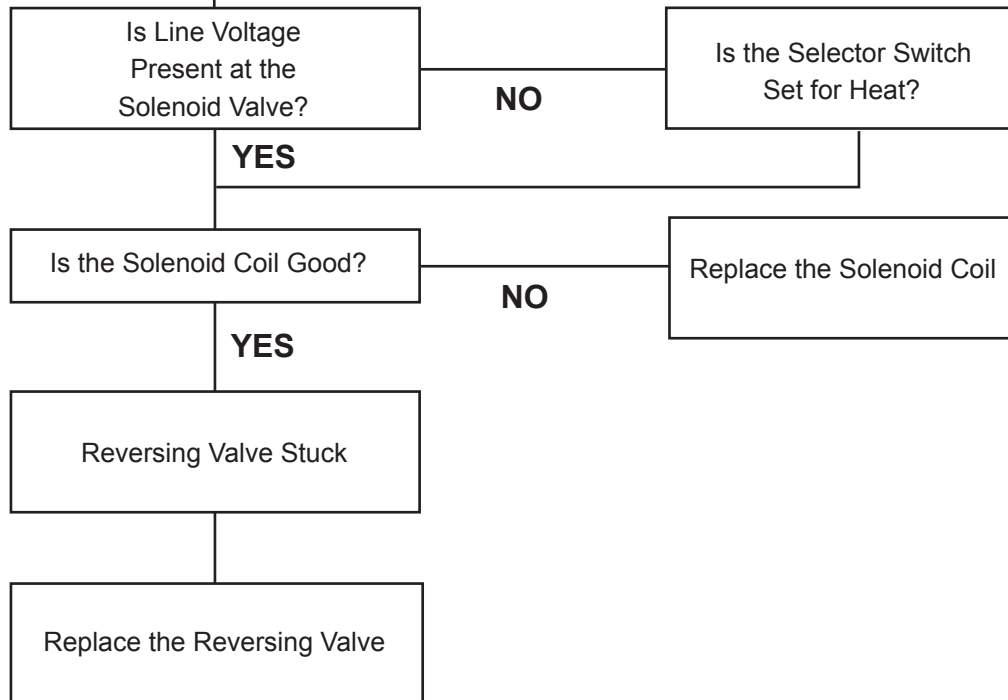 Is Line Voltage
Present at the
Solenoid Valve?
NO
Is the Selector Switch
Set for Heat?
YES
Is the Solenoid Coil Good?
NO
Replace the Solenoid Coil
YES
Reversing Valve Stuck
Replace the Reversing Valve